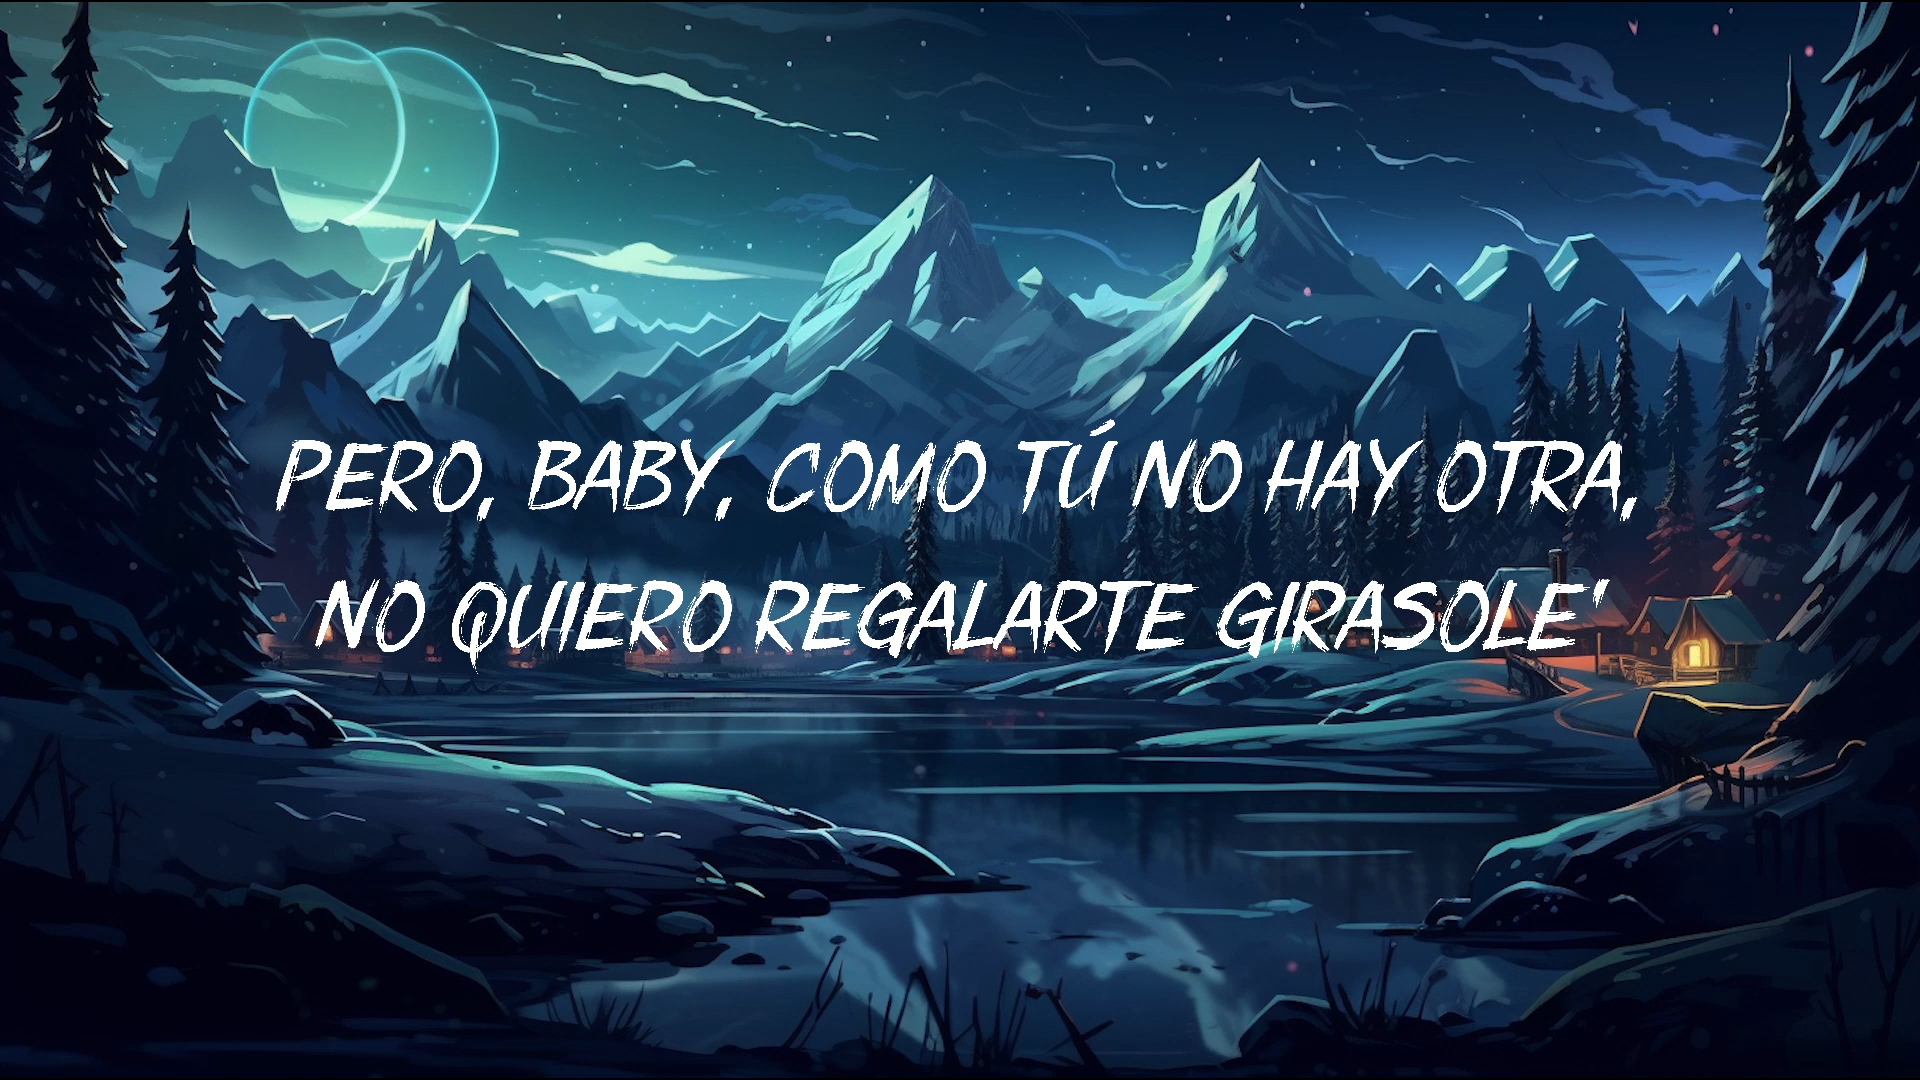 PERO, BABY, COMO TÚ NO HAY OTRA,
NO QUIERO REGALARTE GIRASOLE'